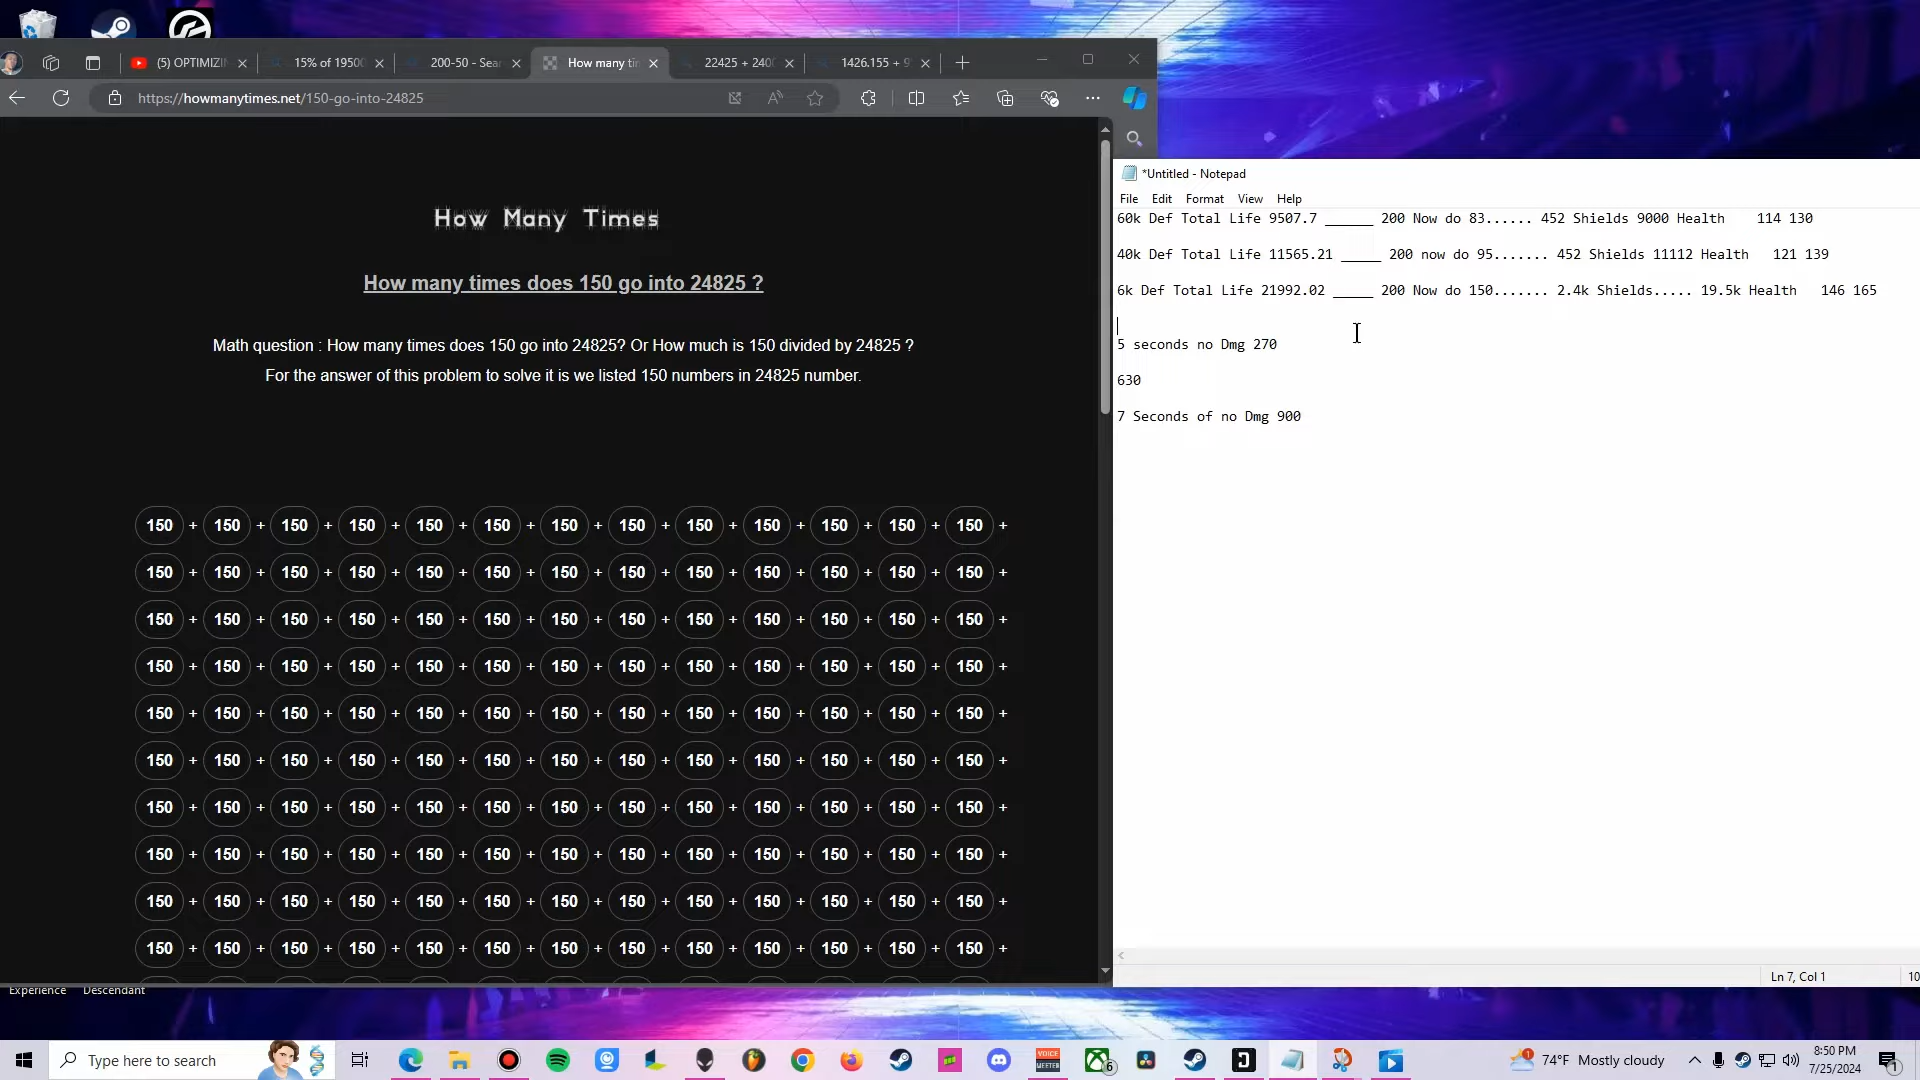 (5) OPTIMIZIN
15% of 19500
200-50 - Sear
How many tim
22425 + 2400
1426.155 + 9
https://howmanytimes.net/150-go-into-24825
How Many Times
How many times does 150 go into 24825 ?
Math question : How many times does 150 go into 24825? Or How much is 150 divided by 24825 ?
For the answer of this problem to solve it is we listed 150 numbers in 24825 number.
150 + 150 + 150 + 150 + 150 + 150 + 150 + 150 + 150 + 150 + 150 + 150 + 150 +
150 + 150 + 150 + 150 + 150 + 150 + 150 + 150 + 150 + 150 + 150 + 150 + 150 +
150 + 150 + 150 + 150 + 150 + 150 + 150 + 150 + 150 + 150 + 150 + 150 + 150 +
150 + 150 + 150 + 150 + 150 + 150 + 150 + 150 + 150 + 150 + 150 + 150 + 150 +
150 + 150 + 150 + 150 + 150 + 150 + 150 + 150 + 150 + 150 + 150 + 150 + 150 +
150 + 150 + 150 + 150 + 150 + 150 + 150 + 150 + 150 + 150 + 150 + 150 + 150 +
150 + 150 + 150 + 150 + 150 + 150 + 150 + 150 + 150 + 150 + 150 + 150 + 150 +
150 + 150 + 150 + 150 + 150 + 150 + 150 + 150 + 150 + 150 + 150 + 150 + 150 +
150 + 150 + 150 + 150 + 150 + 150 + 150 + 150 + 150 + 150 + 150 + 150 + 150 +
150 + 150 + 150 + 150 + 150 + 150 + 150 + 150 + 150 + 150 + 150 + 150 + 150 +
*Untitled - Notepad
File Edit Format View Help
60k Def Total Life 9507.7 ______ 200 Now do 83...... 452 Shields 9000 Health 114 130
40k Def Total Life 11565.21 _____ 200 now do 95....... 452 Shields 11112 Health 121 139
6k Def Total Life 21992.02 _____ 200 Now do 150....... 2.4k Shields..... 19.5k Health 146 165
5 seconds no Dmg 270
630
7 Seconds of no Dmg 900
Ln 7, Col 1
10
Experience Descendant
Type here to search
VOICE MEETER
6
1
74°F Mostly cloudy
8:50 PM
7/25/2024
1